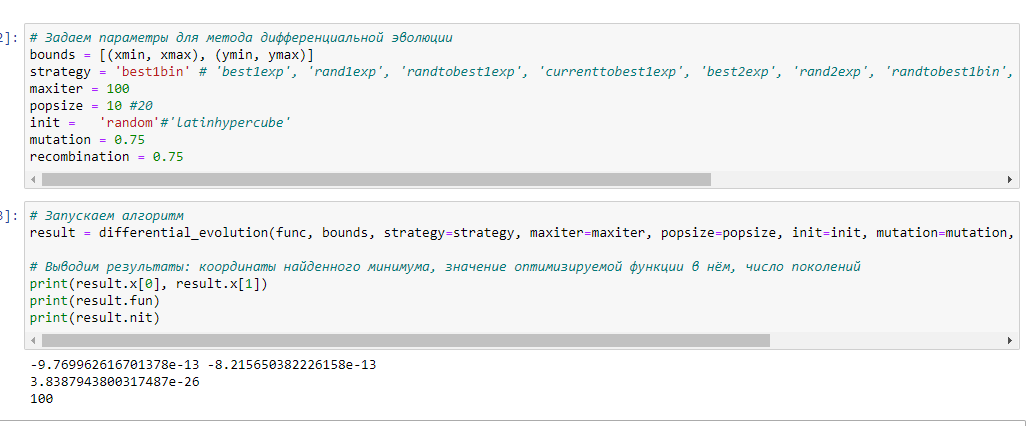 2]:
# Задаем параметры для метода дифференциальной эволюции
bounds = [(xmin, xmax), (ymin, ymax)]
strategy = 'best1bin' # 'best1exp', 'rand1exp', 'randtobest1exp', 'currenttobest1exp', 'best2exp', 'rand2exp', 'randtobest1bin',
maxiter = 100
popsize = 10 #20
init =   'random'#'latinhypercube'
mutation = 0.75
recombination = 0.75
3]:
# Запускаем алгоритм
result = differential_evolution(func, bounds, strategy=strategy, maxiter=maxiter, popsize=popsize, init=init, mutation=mutation,
# Выводим результаты: координаты найденного минимума, значение оптимизируемой функции в нём, число поколений
print(result.x[0], result.x[1])
print(result.fun)
print(result.nit)
-9.769962616701378e-13 -8.215650382226158e-13
3.8387943800317487e-26
100